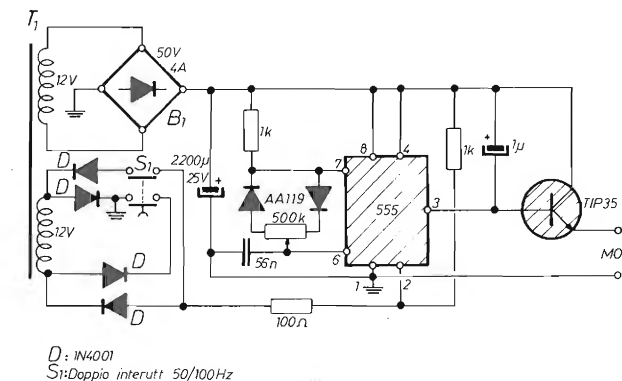 T1
12V
50V
4A
B1
D
S1
D
12V
D
D
2200µ
25V
+
1k
AA119
500k
56n
7
8
4
555
3
6
1
2
100Ω
1k
+
1µ
TIP35
MO
D: 1N4001
S1:Doppio interutt 50/100Hz